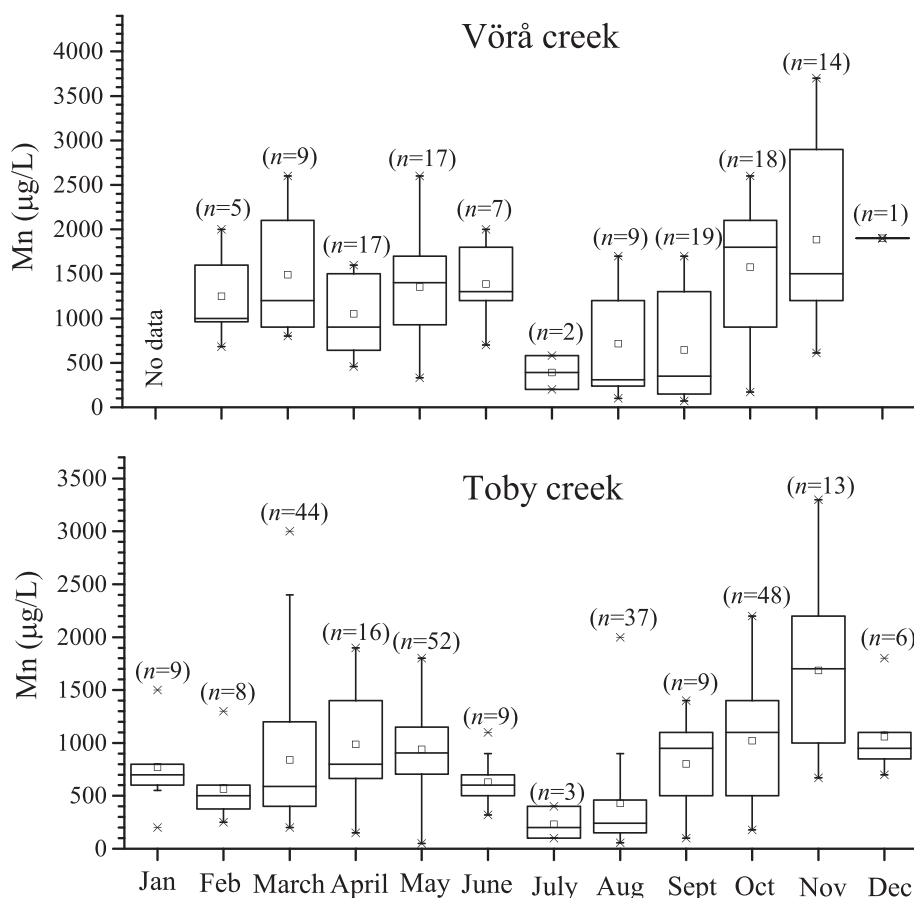 Vörå creek
Mn (µg/L)
4000
3500
3000
2500
2000
1500
1000
500
0
No data
(n=5)
(n=9)
(n=17)
(n=17)
(n=7)
(n=2)
(n=9)
(n=19)
(n=18)
(n=14)
(n=1)
Toby creek
Mn (µg/L)
3500
3000
2500
2000
1500
1000
500
0
(n=9)
(n=8)
(n=44)
(n=16)
(n=52)
(n=9)
(n=3)
(n=37)
(n=9)
(n=48)
(n=13)
(n=6)
Jan Feb March April May June July Aug Sept Oct Nov Dec